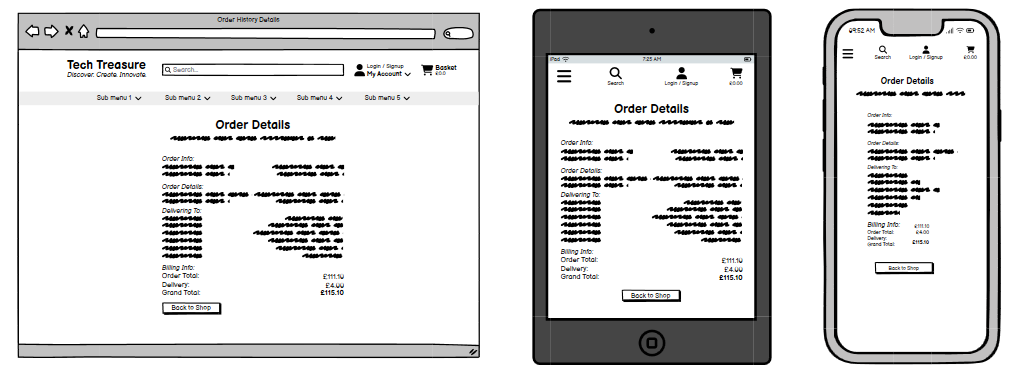 Order History Details
Tech Treasure
Discover. Create. Innovate.
Search...
Login / Signup
My Account
Basket
£0.0
Sub menu 1
Sub menu 2
Sub menu 3
Sub menu 4
Sub menu 5
Order Details
Order Info:
Order Details:
Delivering To:
Billing Info:
Order Total: £111.10
Delivery: £4.00
Grand Total: £115.10
Back to Shop
iPad
7:25 AM
Search
Login / Signup
£0.00
Order Details
Order Info:
Order Details:
Delivering To:
Billing Info:
Order Total: £111.10
Delivery: £4.00
Grand Total: £115.10
Back to Shop
09:52 AM
Search
Login / Signup
£0.00
Order Details
Order Info:
Order Details:
Delivering To:
Billing Info: £111.10
Order Total: £4.00
Delivery:
Grand Total: £115.10
Back to Shop